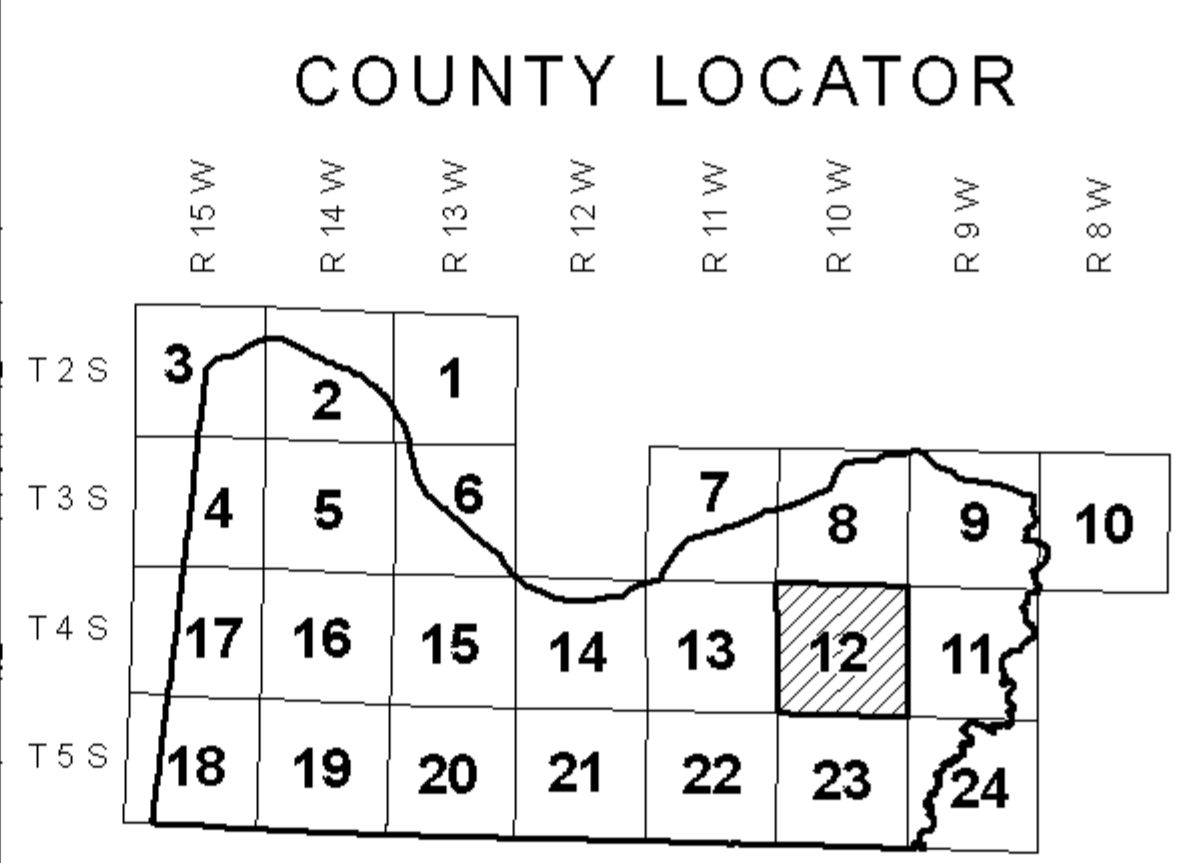 COUNTY LOCATOR
R 15 W R 14 W R 13 W R 12 W R 11 W R 10 W R 9 W R 8 W
T 2 S 3 2 1
T 3 S 4 5 6 7 8 9 10
T 4 S 17 16 15 14 13 12 11
T 5 S 18 19 20 21 22 23 24